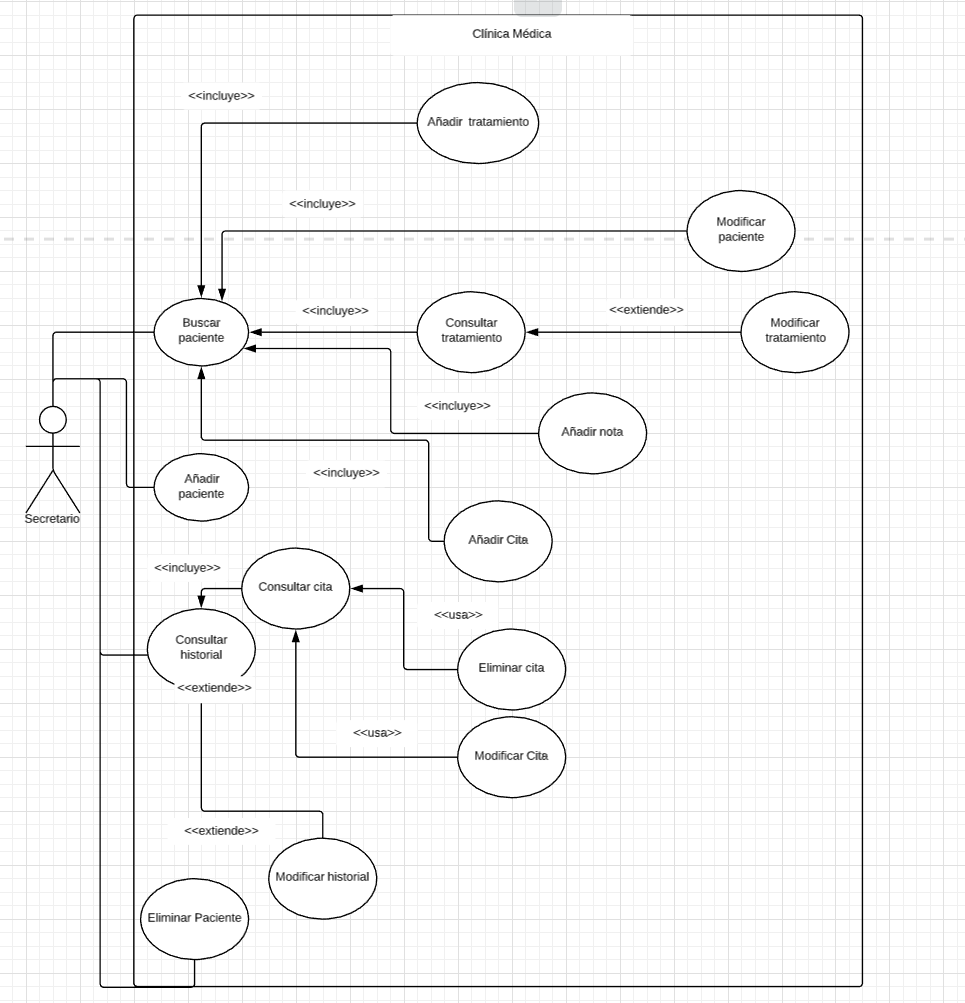 Clínica Médica
<<incluye>>
Añadir tratamiento
<<incluye>>
Modificar
paciente
Buscar
paciente
<<incluye>>
Consultar
tratamiento
<<extiende>>
Modificar
tratamiento
<<incluye>>
Añadir nota
Secretario
Añadir
paciente
<<incluye>>
Añadir Cita
<<incluye>>
Consultar cita
<<usa>>
Consultar
historial
<<extiende>>
Eliminar cita
<<usa>>
Modificar Cita
<<extiende>>
Modificar historial
Eliminar Paciente